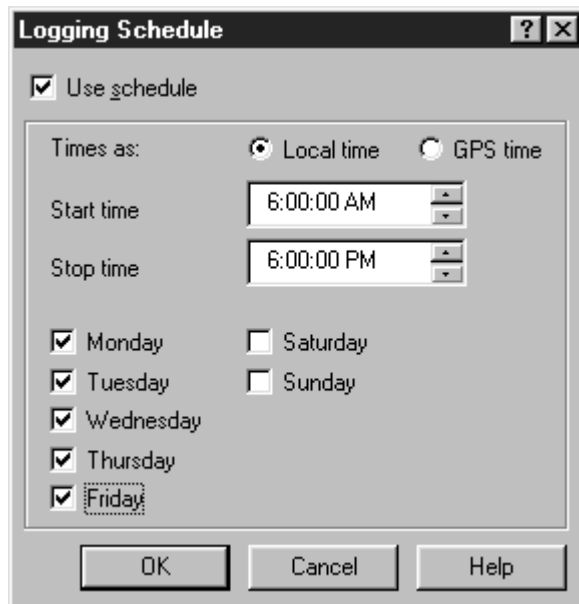 Logging Schedule
Use schedule
Times as: Local time GPS time
Start time 6:00:00 AM
Stop time 6:00:00 PM
Monday Saturday
Tuesday Sunday
Wednesday
Thursday
Friday
OK Cancel Help